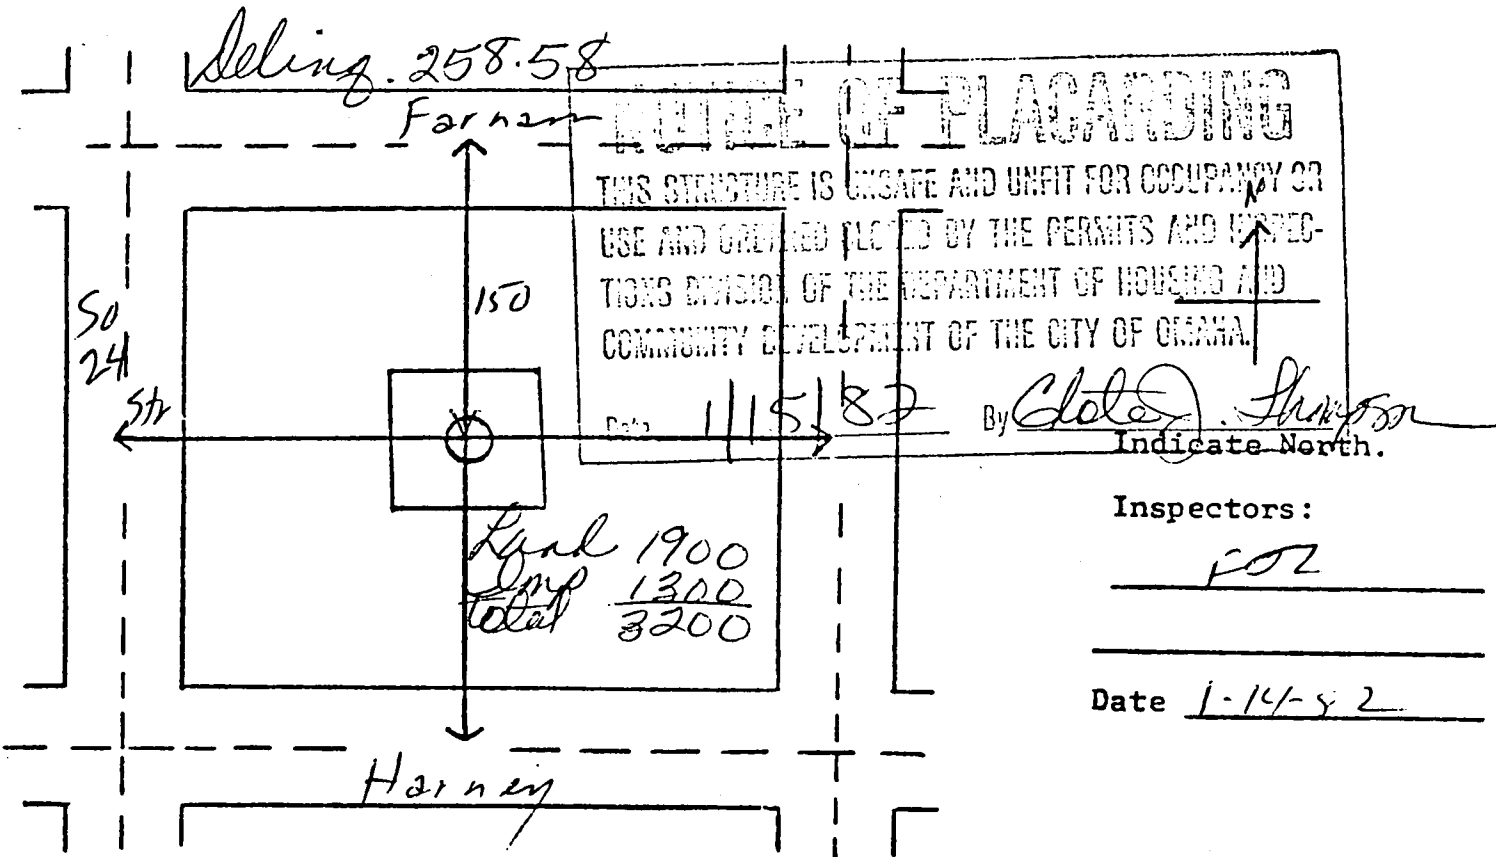 Delinq. 258.58
Farnam
NOTICE OF PLACARDING
THIS STRUCTURE IS UNSAFE AND UNFIT FOR OCCUPANCY OR
USE AND ORDERED CLOSED BY THE PERMITS AND INSPEC-
TIONS DIVISION OF THE DEPARTMENT OF HOUSING AND
COMMUNITY DEVELOPMENT OF THE CITY OF OMAHA.
Date 1/15/82 By
N
150
So
24
Str
Indicate North.
Inspectors:
Land 1900
Imp 1300
total 3200
Date 1-14-82
Harney